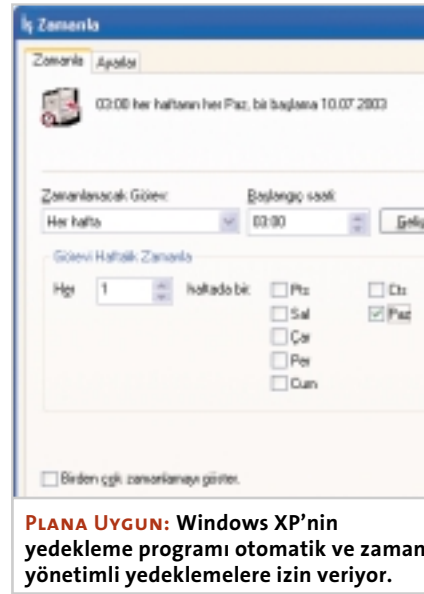 İş Zamanla
Zamanla Ayarlar
03:00 her haftanın her Paz, bir başlama 10.07.2003
Zamanlanacak Görev: Başlangıç saati:
Her hafta 03:00 Geliş
Görevi Haftalık Zamanla
Her 1 haftada bir: Pts Cts
Sal Paz
Çar
Per
Cum
Birden çok zamanlamayı göster.
PLANA UYGUN: Windows XP’nin
yedekleme programı otomatik ve zaman
yönetimli yedeklemelere izin veriyor.